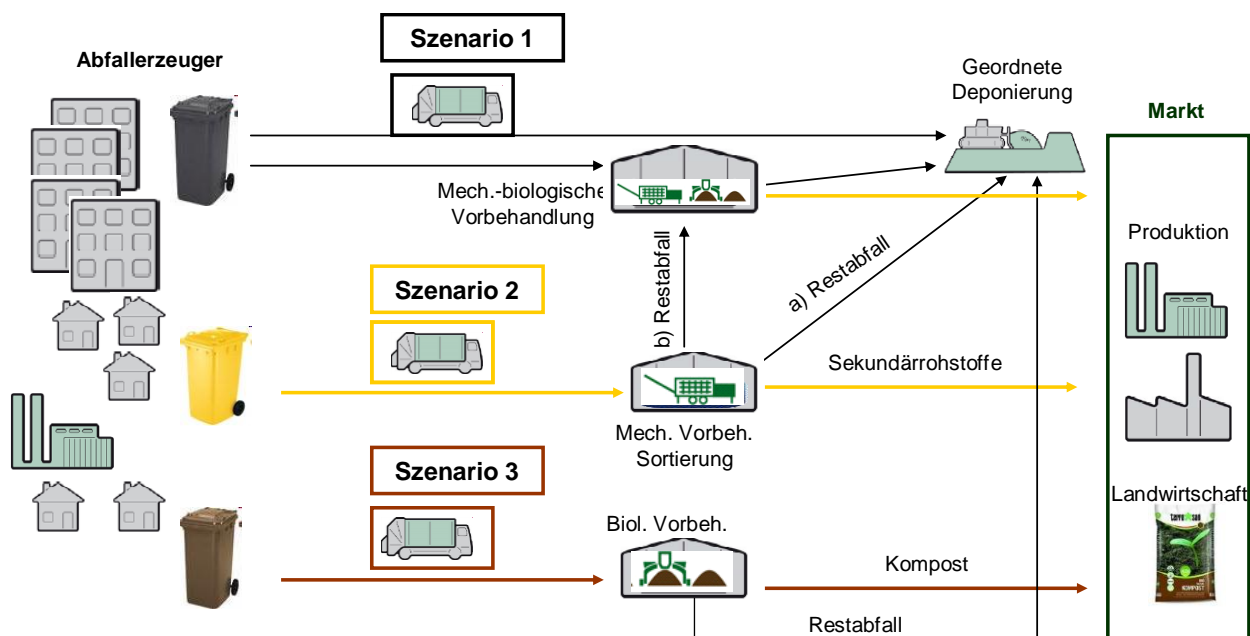 Szenario 1
Abfallerzeuger
Geordnete
Deponierung
Markt
Mech.-biologische
Vorbehandlung
b) Restabfall
a) Restabfall
Produktion
Szenario 2
Sekundärrohstoffe
Mech. Vorbeh.
Sortierung
Szenario 3
Landwirtschaft
Biol. Vorbeh.
Kompost
KOMPOST
Restabfall